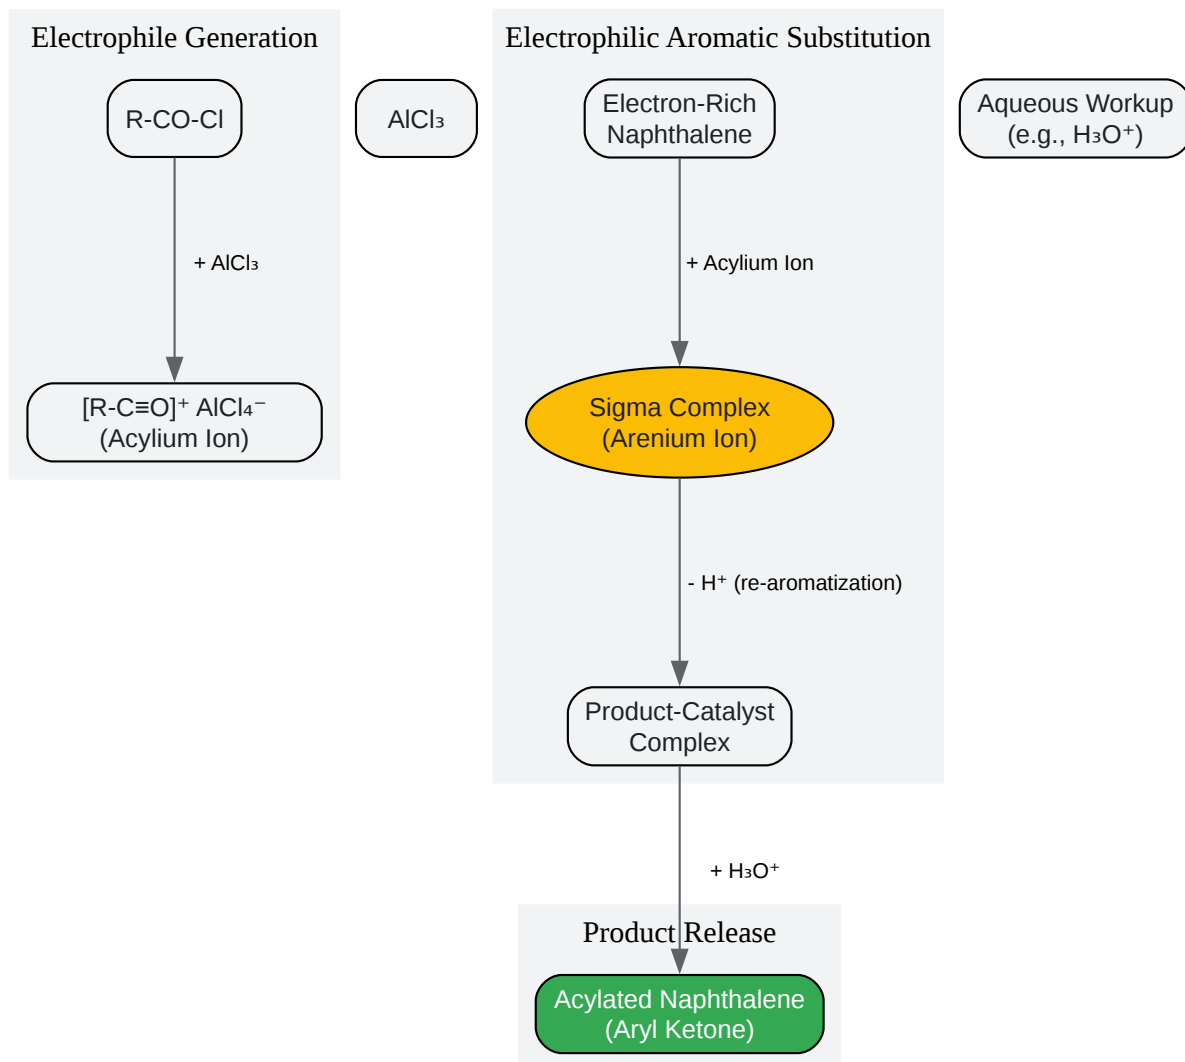 Electrophile Generation
R-CO-Cl
+ AlCl₃
[R-C≡O]⁺ AlCl₄⁻
(Acylium Ion)
AlCl₃
Electrophilic Aromatic Substitution
Electron-Rich
Naphthalene
+ Acylium Ion
Sigma Complex
(Arenium Ion)
- H⁺ (re-aromatization)
Product-Catalyst
Complex
+ H₃O⁺
Product Release
Acylated Naphthalene
(Aryl Ketone)
Aqueous Workup
(e.g., H₃O⁺)